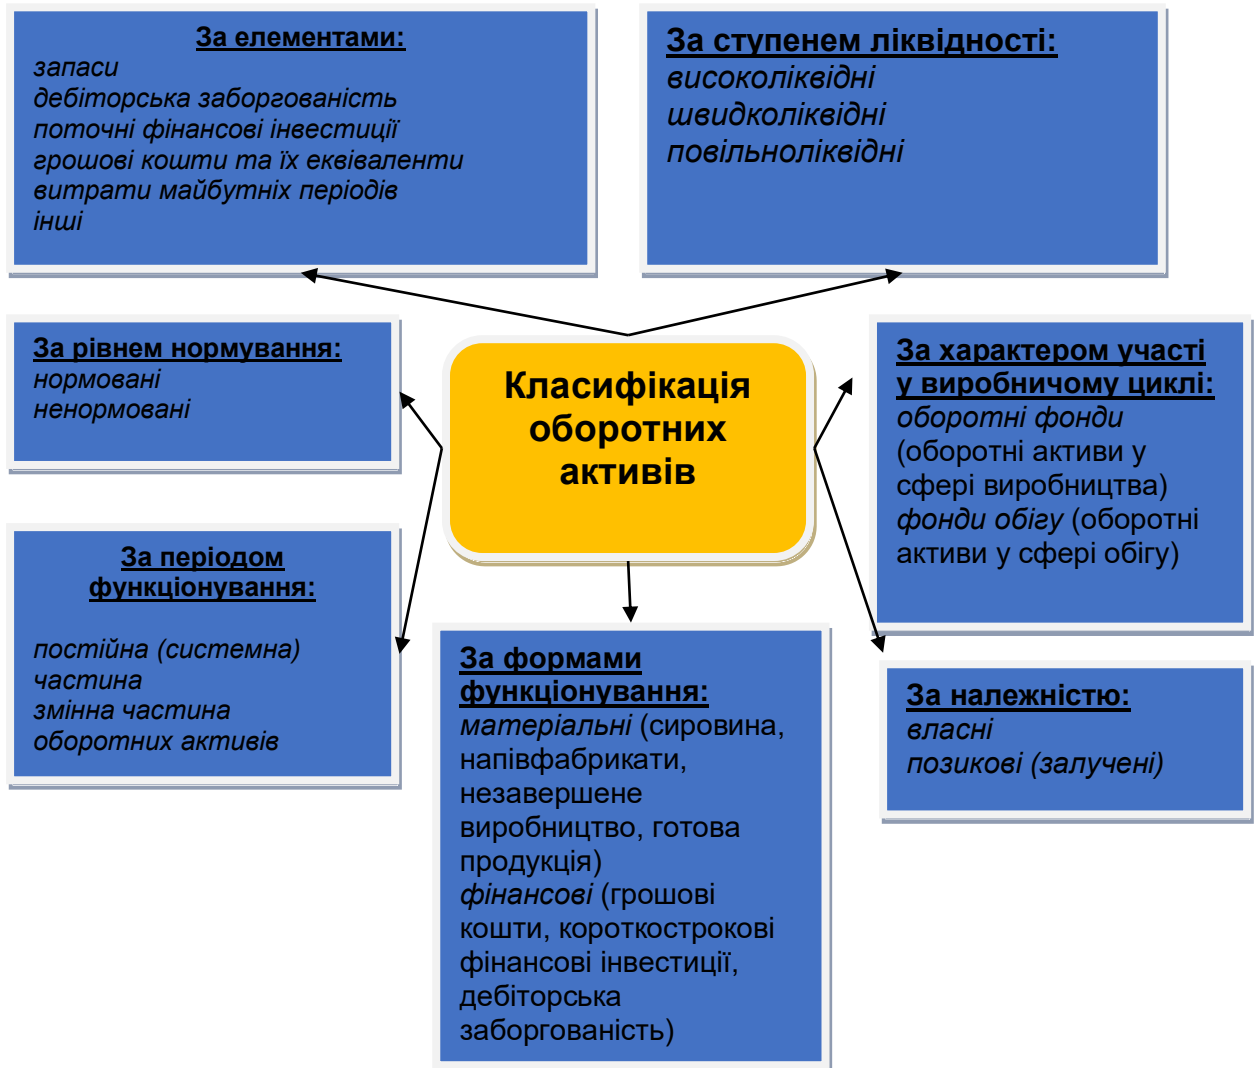 За елементами:
запаси
дебіторська заборгованість
поточні фінансові інвестиції
грошові кошти та їх еквіваленти
витрати майбутніх періодів
інші
За ступенем ліквідності:
високоліквідні
швидколіквідні
повільноліквідні
За рівнем нормування:
нормовані
ненормовані
Класифікація
оборотних
активів
За характером участі
у виробничому циклі:
оборотні фонди
(оборотні активи у
сфері виробництва)
фонди обігу (оборотні
активи у сфері обігу)
За періодом
функціонування:
постійна (системна)
частина
змінна частина
оборотних активів
За формами
функціонування:
матеріальні (сировина,
напівфабрикати,
незавершене
виробництво, готова
продукція)
фінансові (грошові
кошти, короткострокові
фінансові інвестиції,
дебіторська
заборгованість)
За належністю:
власні
позикові (залучені)